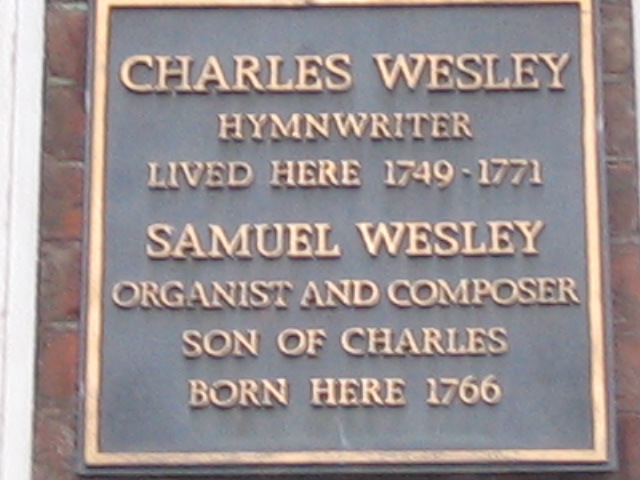 CHARLES WESLEY
HYMNWRITER
LIVED HERE 1749-1771
SAMUEL WESLEY
ORGANIST AND COMPOSER
SON OF CHARLES
BORN HERE 1766